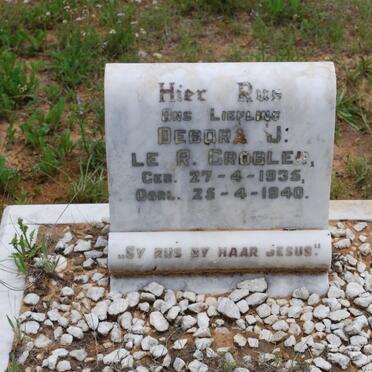 Hier Rus
Ons Liefling
Debora J.
Le R. Grobler,
Geb. 27-4-1935,
Oorl. 25-4-1940.
„Sy rus by haar Jesus."